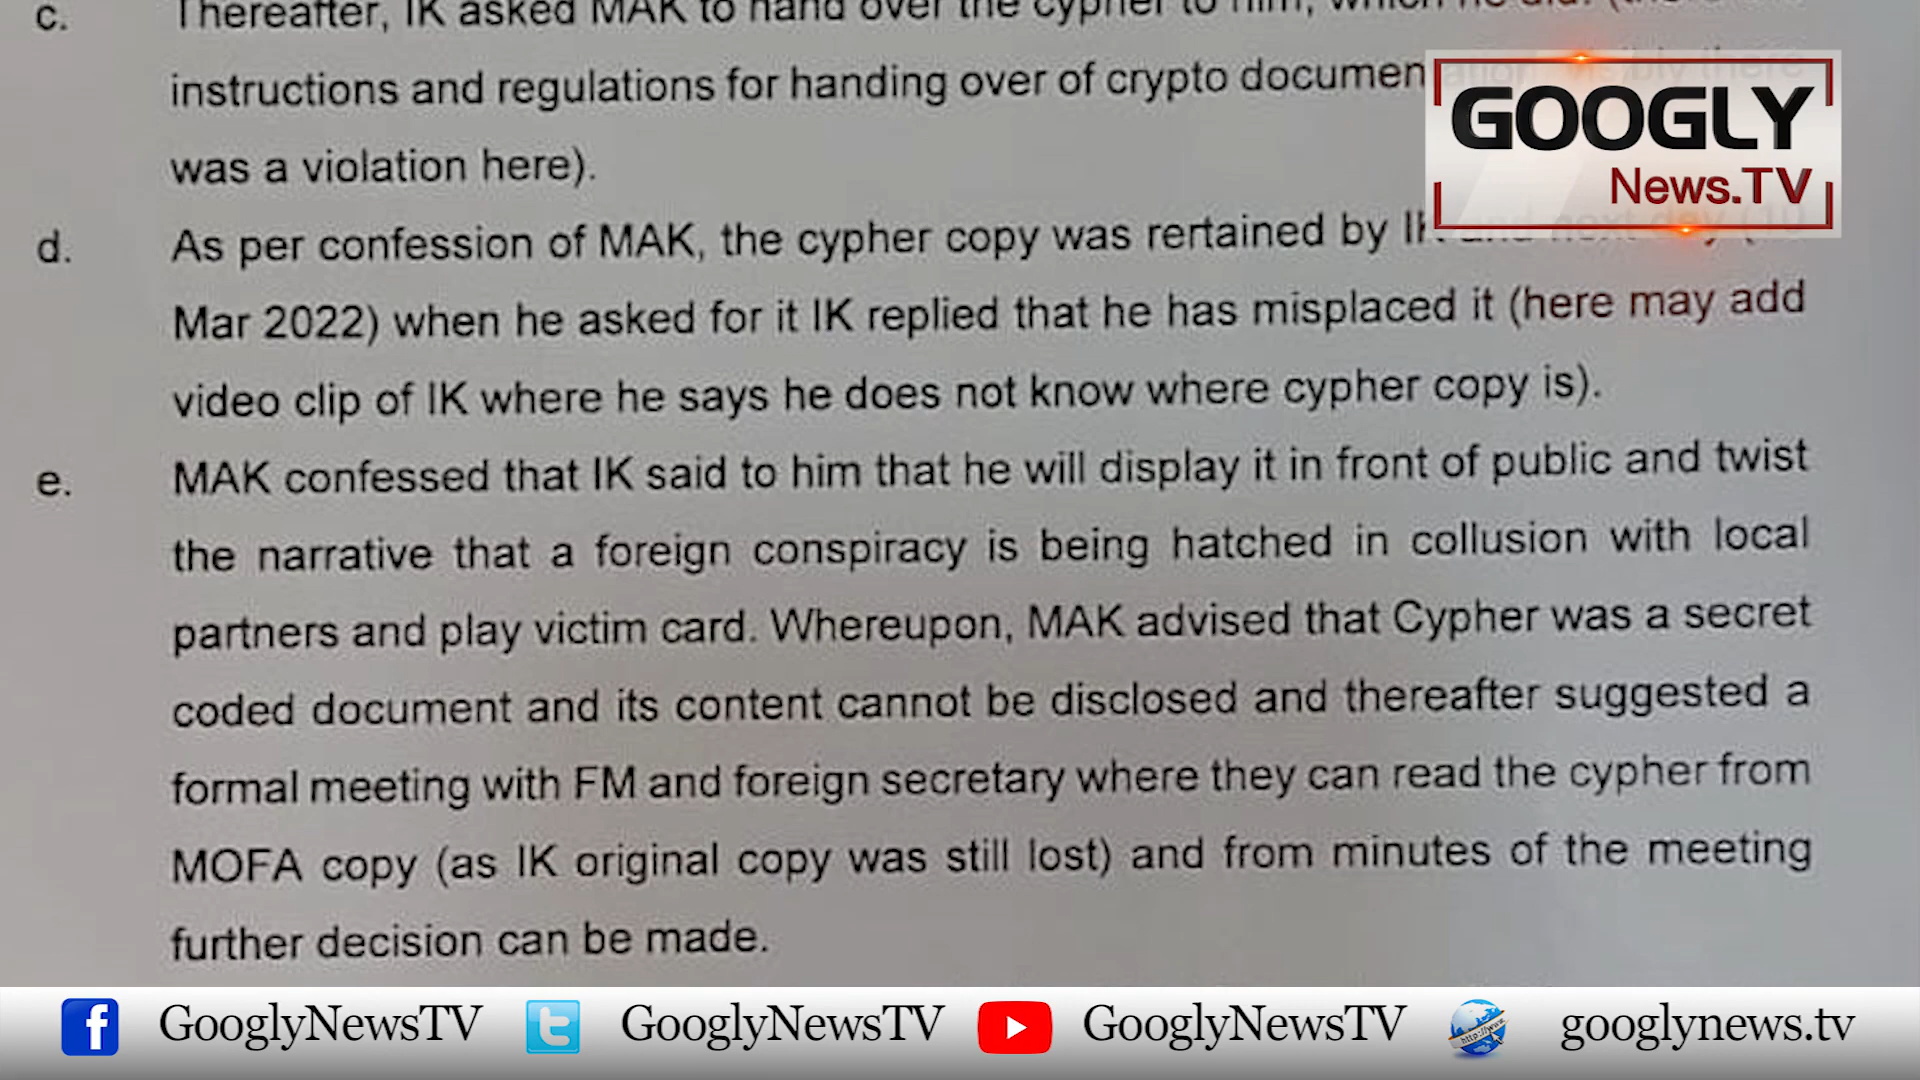 c. Thereafter, IK asked MAK to hand over the cypher to him, which he did. (there
instructions and regulations for handing over of crypto documentation visibly there
was a violation here).
d. As per confession of MAK, the cypher copy was rertained by IK and next day (10
Mar 2022) when he asked for it IK replied that he has misplaced it (here may add
video clip of IK where he says he does not know where cypher copy is).
e. MAK confessed that IK said to him that he will display it in front of public and twist
the narrative that a foreign conspiracy is being hatched in collusion with local
partners and play victim card. Whereupon, MAK advised that Cypher was a secret
coded document and its content cannot be disclosed and thereafter suggested a
formal meeting with FM and foreign secretary where they can read the cypher from
MOFA copy (as IK original copy was still lost) and from minutes of the meeting
further decision can be made.
GOOGLY
News.TV
GooglyNewsTV GooglyNewsTV GooglyNewsTV googlynews.tv